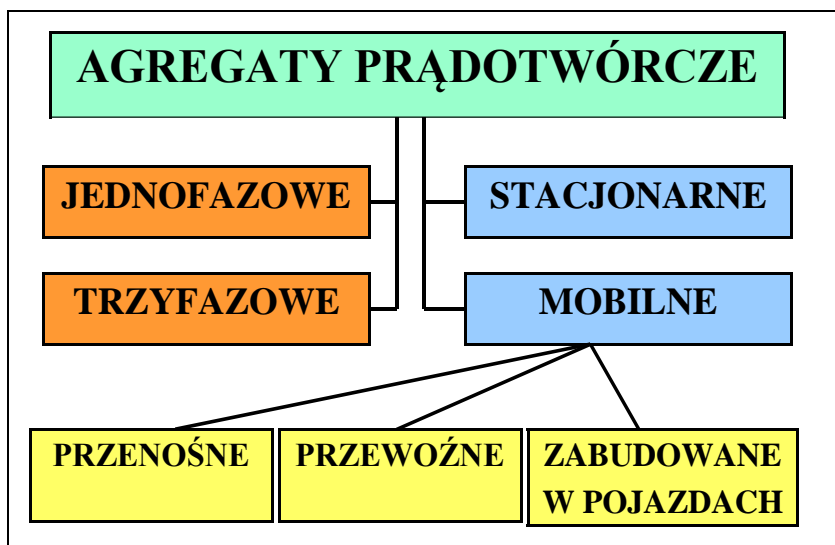 AGREGATY PRĄDOTWÓRCZE
JEDNOFAZOWE
STACJONARNE
TRZYFAZOWE
MOBILNE
PRZENOŚNE
PRZEWOŹNE
ZABUDOWANE
W POJAZDACH